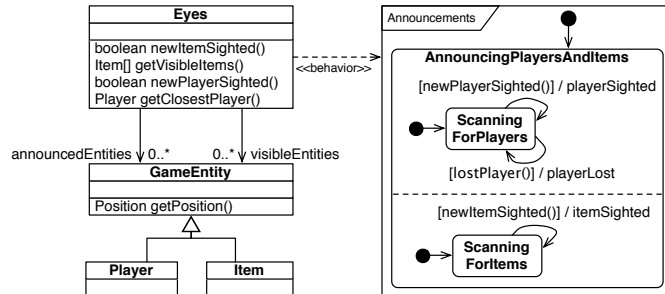 Eyes
boolean newItemSighted()
Item[] getVisibleItems()
boolean newPlayerSighted()
Player getClosestPlayer()
<<behavior>>
announcedEntities
0..*
0..*
visibleEntities
GameEntity
Position getPosition()
Player
Item
Announcements
AnnouncingPlayersAndItems
[newPlayerSighted()] / playerSighted
Scanning
ForPlayers
[lostPlayer()] / playerLost
[newItemSighted()] / itemSighted
Scanning
ForItems